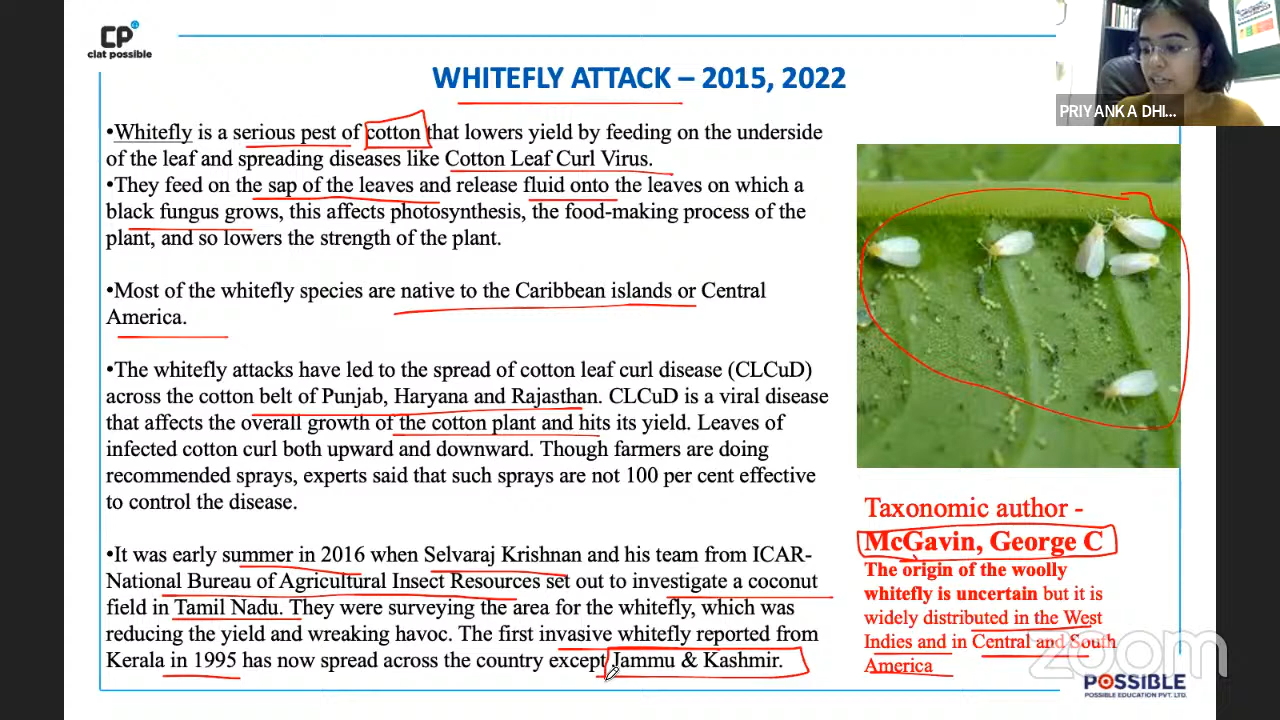 CP
clat possible
WHITEFLY ATTACK – 2015, 2022
PRIYANKA DHI...
•Whitefly is a serious pest of cotton that lowers yield by feeding on the underside
of the leaf and spreading diseases like Cotton Leaf Curl Virus.
•They feed on the sap of the leaves and release fluid onto the leaves on which a
black fungus grows, this affects photosynthesis, the food-making process of the
plant, and so lowers the strength of the plant.
•Most of the whitefly species are native to the Caribbean islands or Central
America.
•The whitefly attacks have led to the spread of cotton leaf curl disease (CLCuD)
across the cotton belt of Punjab, Haryana and Rajasthan. CLCuD is a viral disease
that affects the overall growth of the cotton plant and hits its yield. Leaves of
infected cotton curl both upward and downward. Though farmers are doing
recommended sprays, experts said that such sprays are not 100 per cent effective
to control the disease.
•It was early summer in 2016 when Selvaraj Krishnan and his team from ICAR-
National Bureau of Agricultural Insect Resources set out to investigate a coconut
field in Tamil Nadu. They were surveying the area for the whitefly, which was
reducing the yield and wreaking havoc. The first invasive whitefly reported from
Kerala in 1995 has now spread across the country except Jammu & Kashmir.
Taxonomic author -
McGavin, George C
The origin of the woolly
whitefly is uncertain but it is
widely distributed in the West
Indies and in Central and South
America
zoom
POSSIBLE
POSSIBLE EDUCATION PVT. LTD.